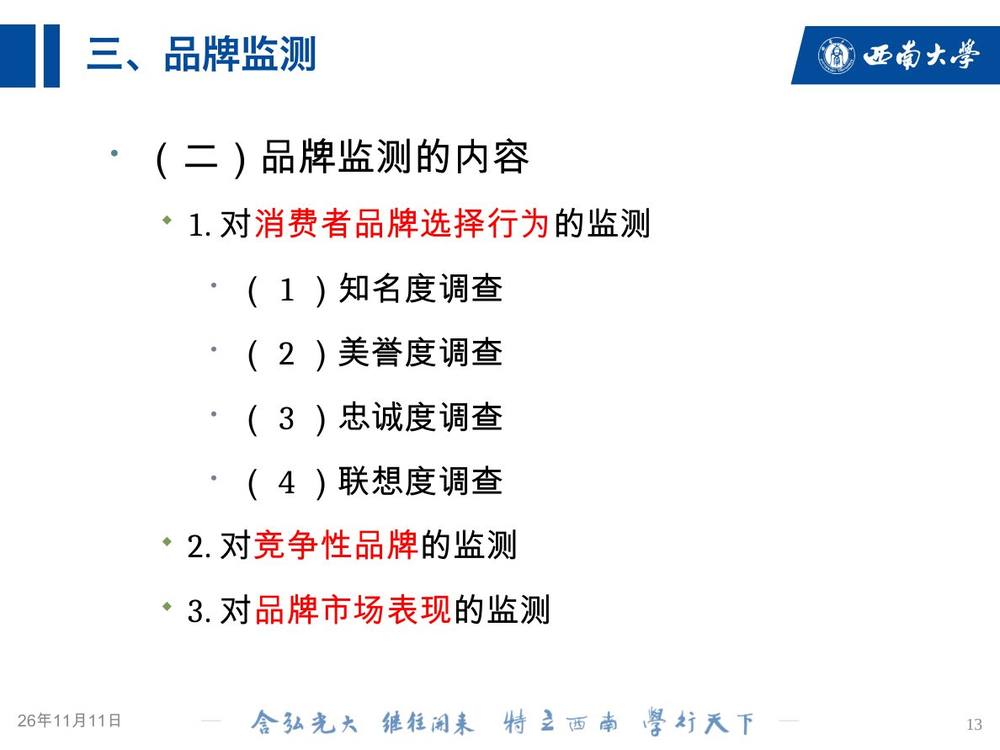 三、品牌监测
西南大学
（二）品牌监测的内容
1. 对消费者品牌选择行为的监测
（1）知名度调查
（2）美誉度调查
（3）忠诚度调查
（4）联想度调查
2. 对竞争性品牌的监测
3. 对品牌市场表现的监测
26年11月11日
含弘光大 继往开来 特立西南 學行天下
13